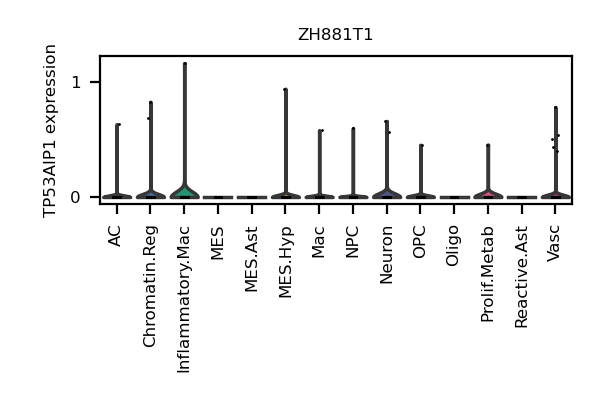 ZH881T1
TP53AIP1 expression
1
0
AC
Chromatin.Reg
Inflammatory.Mac
MES
MES.Ast
MES.Hyp
Mac
NPC
Neuron
OPC
Oligo
Prolif.Metab
Reactive.Ast
Vasc